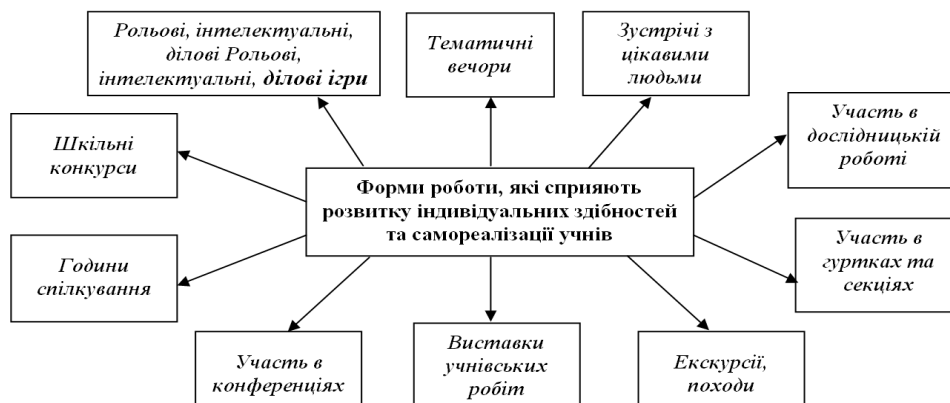 Рольові, інтелектуальні,
ділові Рольові,
інтелектуальні, ділові ігри
Тематичні
вечори
Зустрічі з
цікавими
людьми
Шкільні
конкурси
Участь в
дослідницькій
роботі
Форми роботи, які сприяють
розвитку індивідуальних здібностей
та самореалізації учнів
Години
спілкування
Участь в
гуртках та
секціях
Участь в
конференціях
Виставки
учнівських
робіт
Екскурсії,
походи